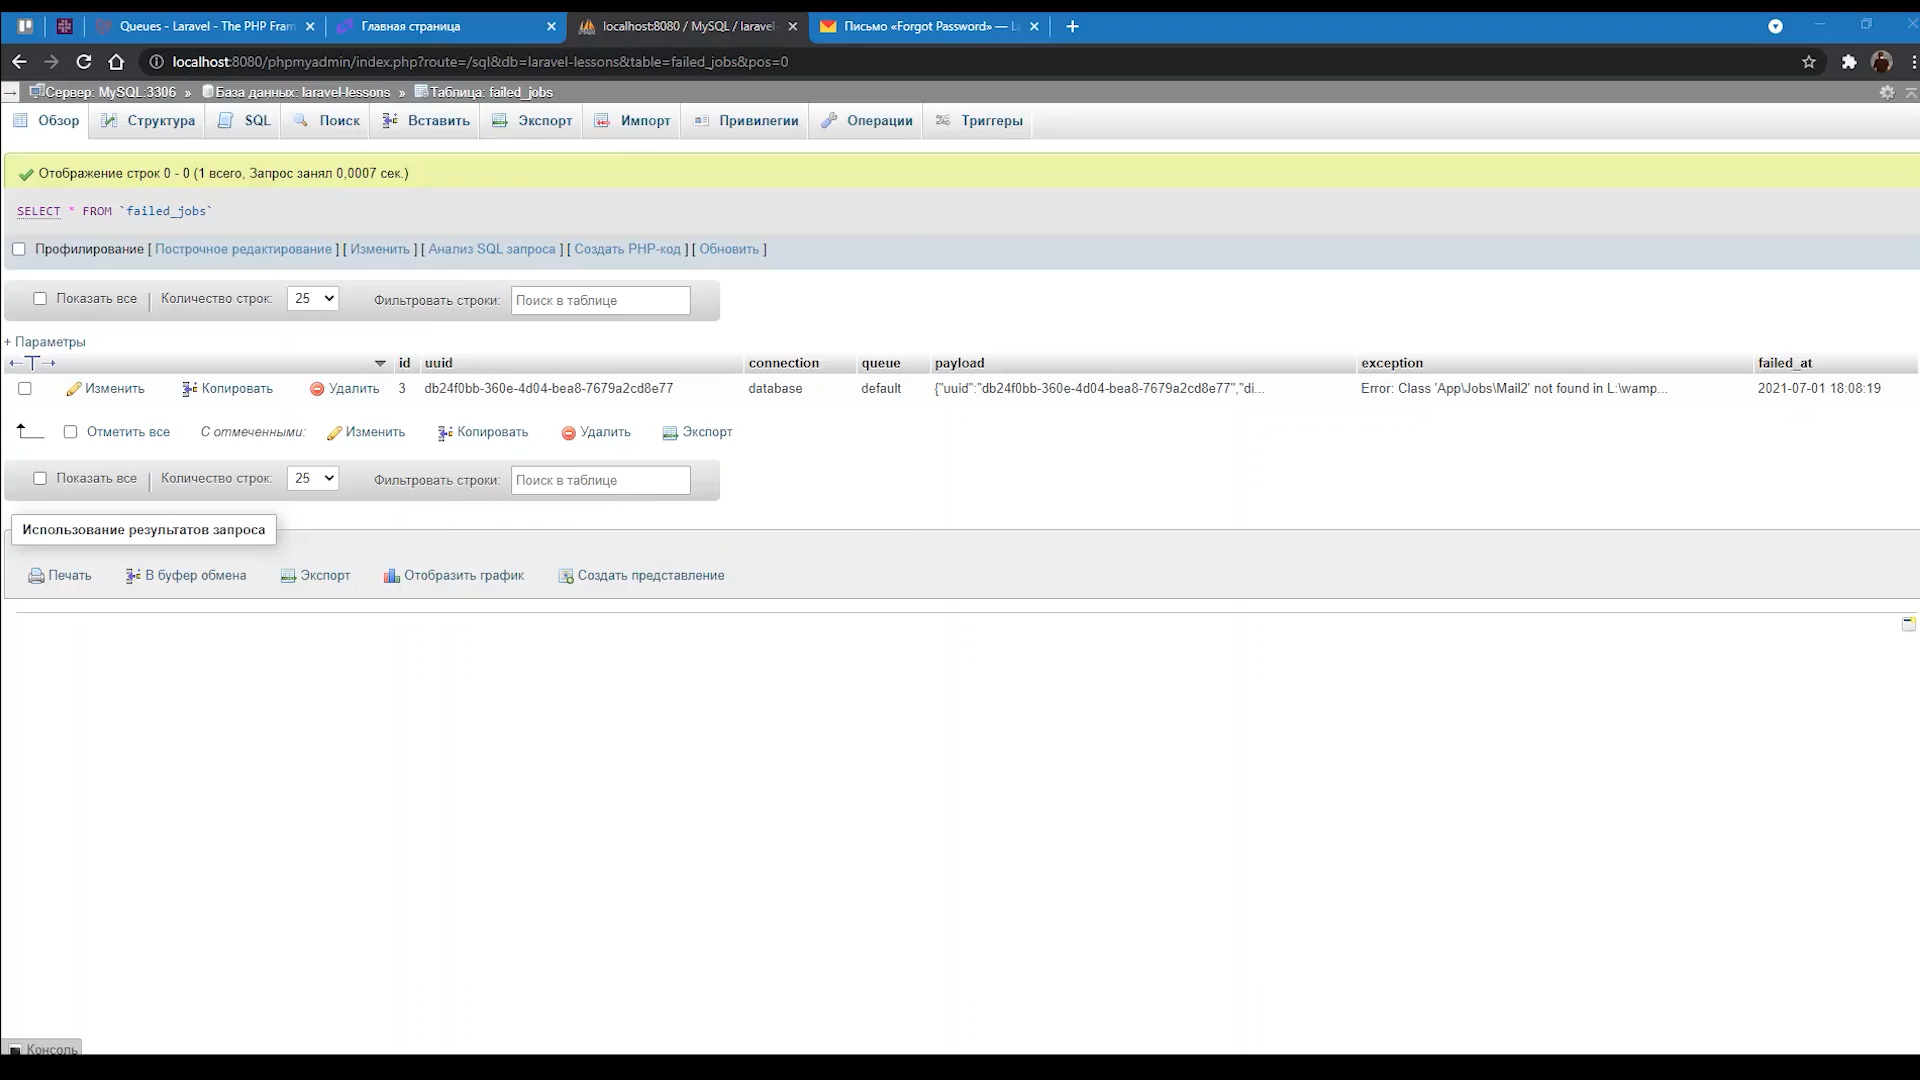 Queues - Laravel - The PHP Fram
Главная страница
localhost:8080 / MySQL / laravel-
Письмо «Forgot Password» — L
localhost:8080/phpmyadmin/index.php?route=/sql&db=laravel-lessons&table=failed_jobs&pos=0
Сервер: MySQL:3306 » База данных: laravel-lessons » Таблица: failed_jobs
Обзор Структура SQL Поиск Вставить Экспорт Импорт Привилегии Операции Триггеры
Отображение строк 0 - 0 (1 всего, Запрос занял 0,0007 сек.)
SELECT * FROM `failed_jobs`
Профилирование [ Построчное редактирование ] [ Изменить ] [ Анализ SQL запроса ] [ Создать PHP-код ] [ Обновить ]
Показать все Количество строк: 25 Фильтровать строки: Поиск в таблице
+ Параметры
←T→ id uuid connection queue payload exception failed_at
Изменить Копировать Удалить 3 db24f0bb-360e-4d04-bea8-7679a2cd8e77 database default {"uuid":"db24f0bb-360e-4d04-bea8-7679a2cd8e77","di... Error: Class 'App\Jobs\Mail2' not found in L:\wamp... 2021-07-01 18:08:19
Отметить все С отмеченными: Изменить Копировать Удалить Экспорт
Показать все Количество строк: 25 Фильтровать строки: Поиск в таблице
Использование результатов запроса
Печать В буфер обмена Экспорт Отобразить график Создать представление
Консоль